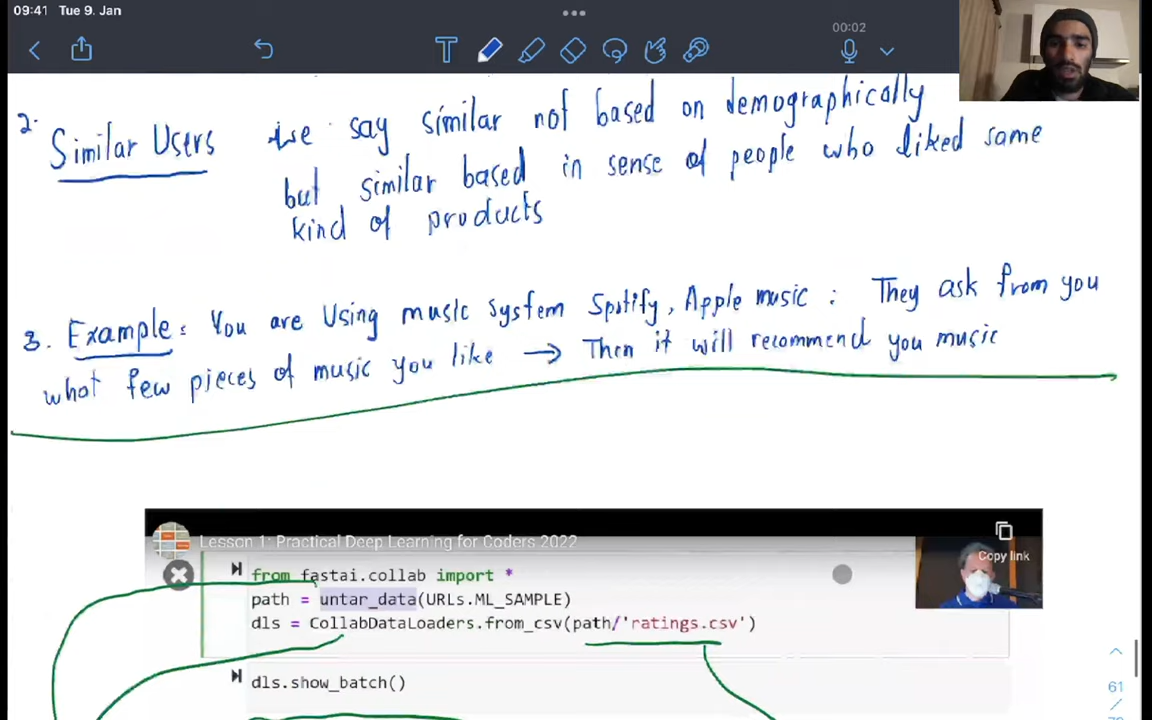 09:41 Tue 9. Jan
00:02
2. Similar Users we say similar not based on demographically
but similar based in sense of people who liked same
kind of products
3. Example: You are Using music system Spotify, Apple music : They ask from you
what few pieces of music you like → Then it will recommend you music
Lesson 1: Practical Deep Learning for Coders 2022
Copy link
from fastai.collab import *
path = untar_data(URLs.ML_SAMPLE)
dls = CollabDataLoaders.from_csv(path/'ratings.csv')
dls.show_batch()
61
/